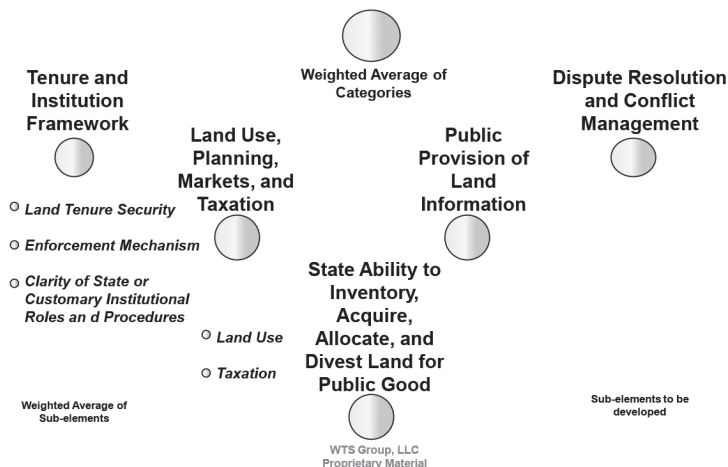 Weighted Average of
Categories
Tenure and
Institution
Framework
Land Tenure Security
Enforcement Mechanism
Clarity of State or
Customary Institutional
Roles an d Procedures
Weighted Average of
Sub-elements
Land Use,
Planning,
Markets, and
Taxation
Land Use
Taxation
State Ability to
Inventory,
Acquire,
Allocate, and
Divest Land for
Public Good
WTS Group, LLC
Proprietary Material
Public
Provision of
Land
Information
Dispute Resolution
and Conflict
Management
Sub-elements to be
developed